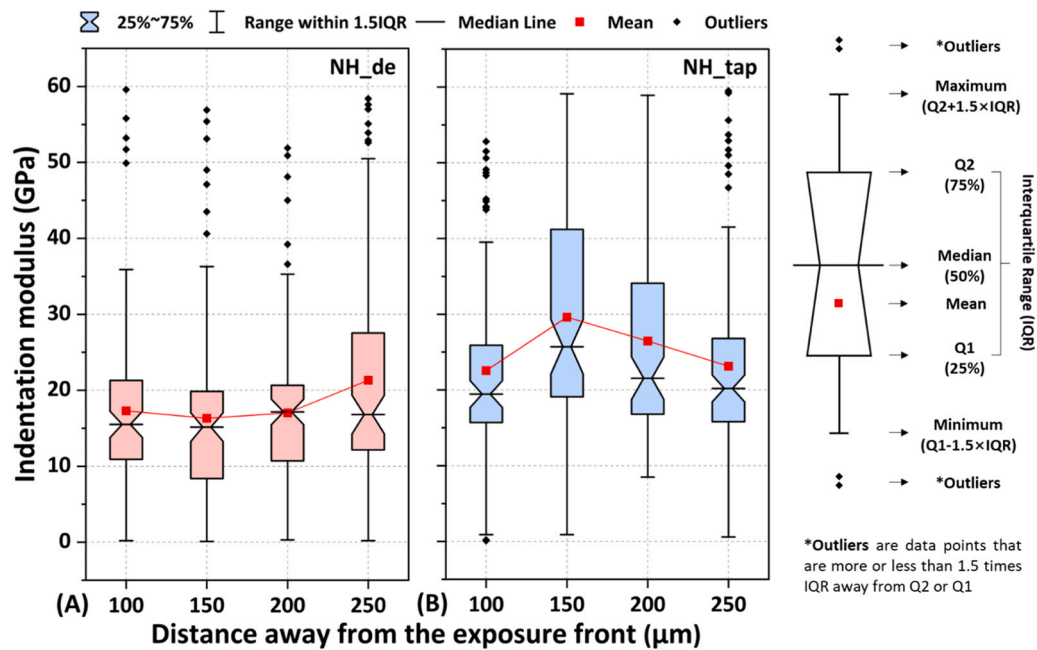 25%~75% Range within 1.5IQR Median Line Mean Outliers
NH_de
NH_tap
Indentation modulus (GPa)
60
50
40
30
20
10
0
(A) 100 150 200 250
(B) 100 150 200 250
Distance away from the exposure front (μm)
*Outliers
Maximum
(Q2+1.5×IQR)
Q2
(75%)
Median
(50%)
Mean
Q1
(25%)
Interquartile Range (IQR)
Minimum
(Q1-1.5×IQR)
*Outliers
*Outliers are data points that
are more or less than 1.5 times
IQR away from Q2 or Q1